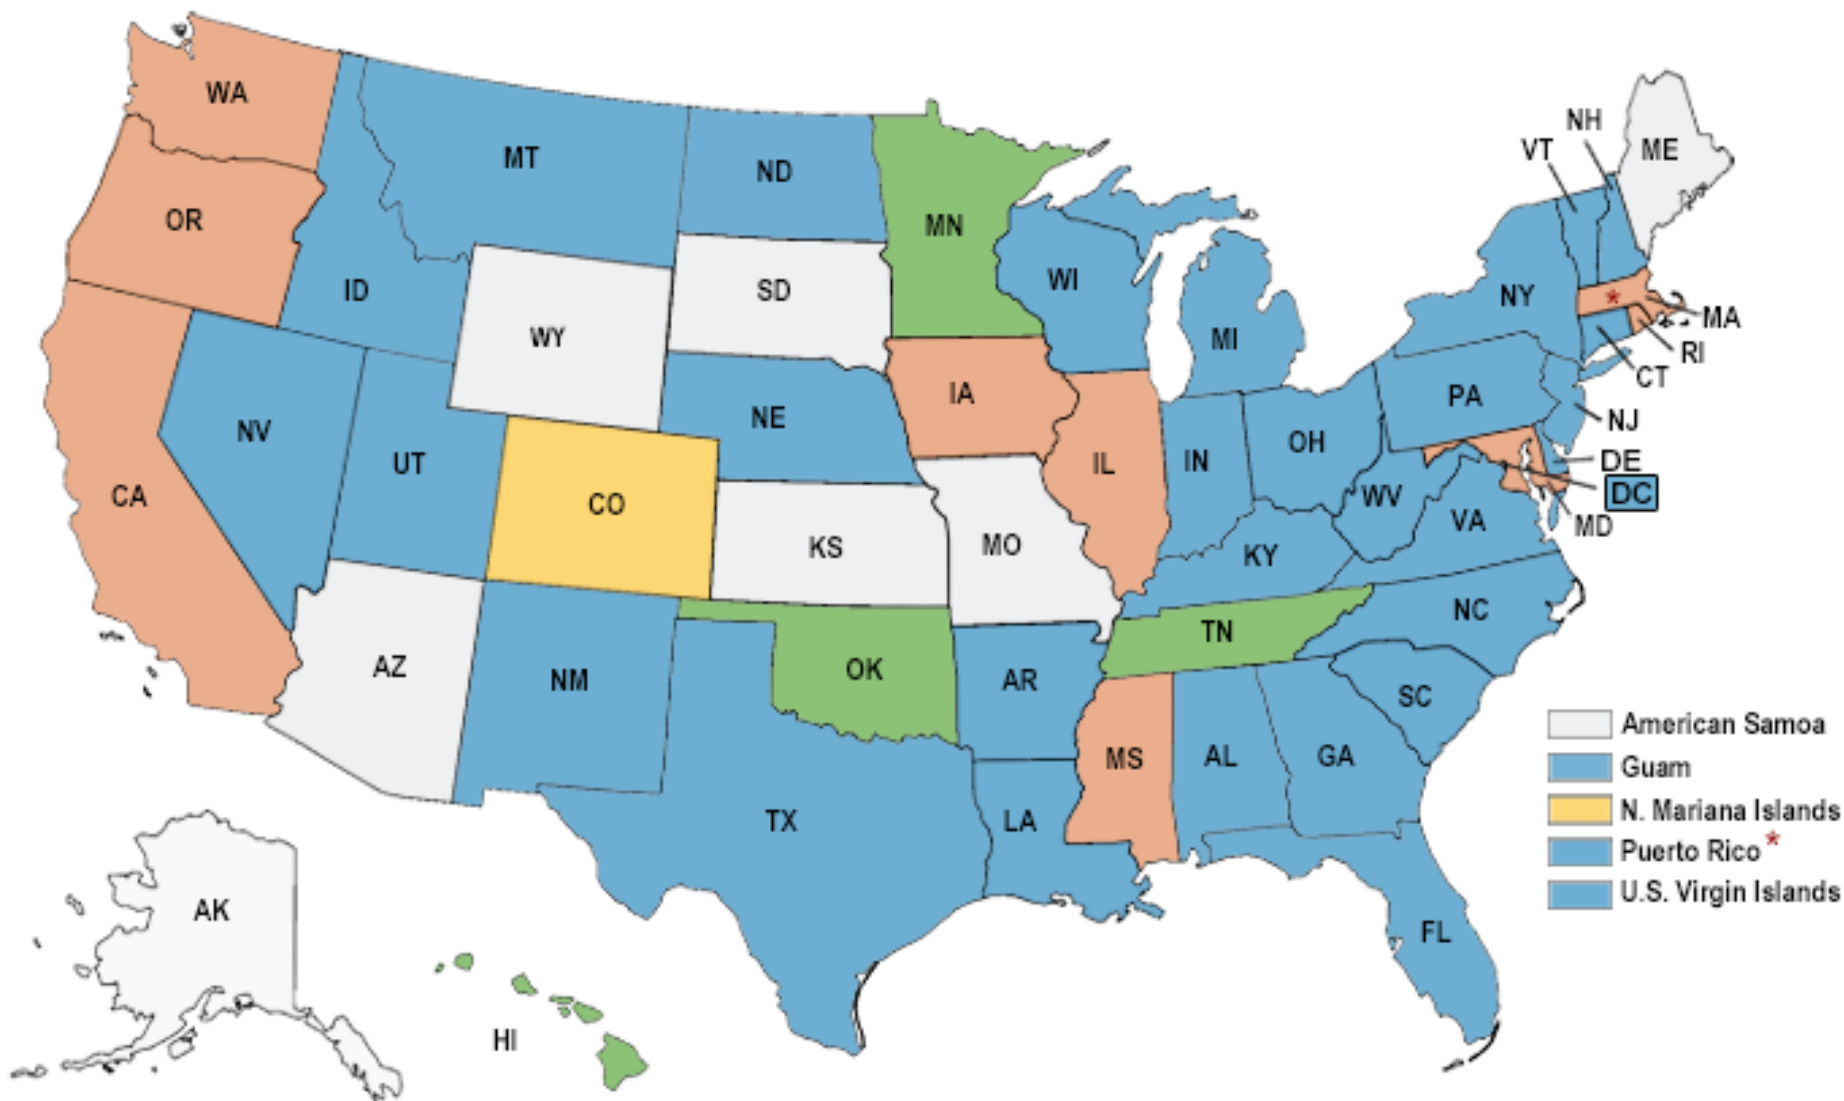 WA
MT
ND
MN
NH
VT
ME
OR
ID
SD
WI
NY
*
MA
WY
MI
RI
CT
IA
NE
PA
NJ
NV
UT
CO
IL
IN
OH
DE
DC
CA
WV
VA
MD
KS
MO
KY
NC
TN
AZ
NM
OK
AR
SC
MS
AL
GA
TX
LA
FL
AK
HI
American Samoa
Guam
N. Mariana Islands
Puerto Rico*
U.S. Virgin Islands